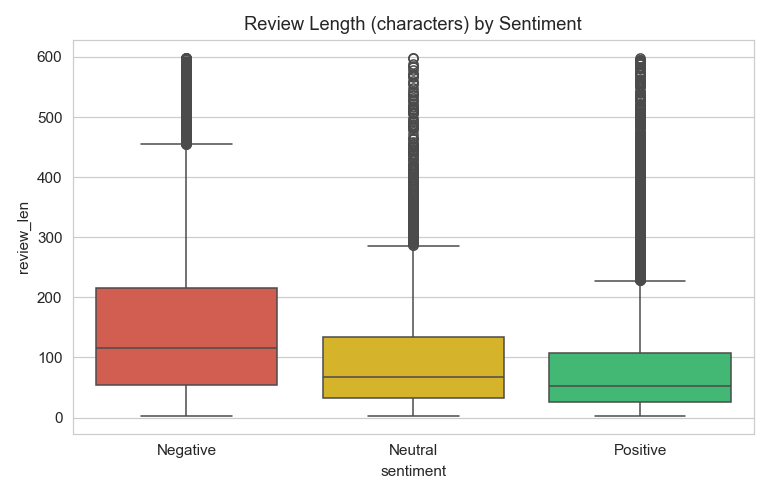 Review Length (characters) by Sentiment
600
500
400
300
200
100
0
review_len
Negative Neutral Positive
sentiment